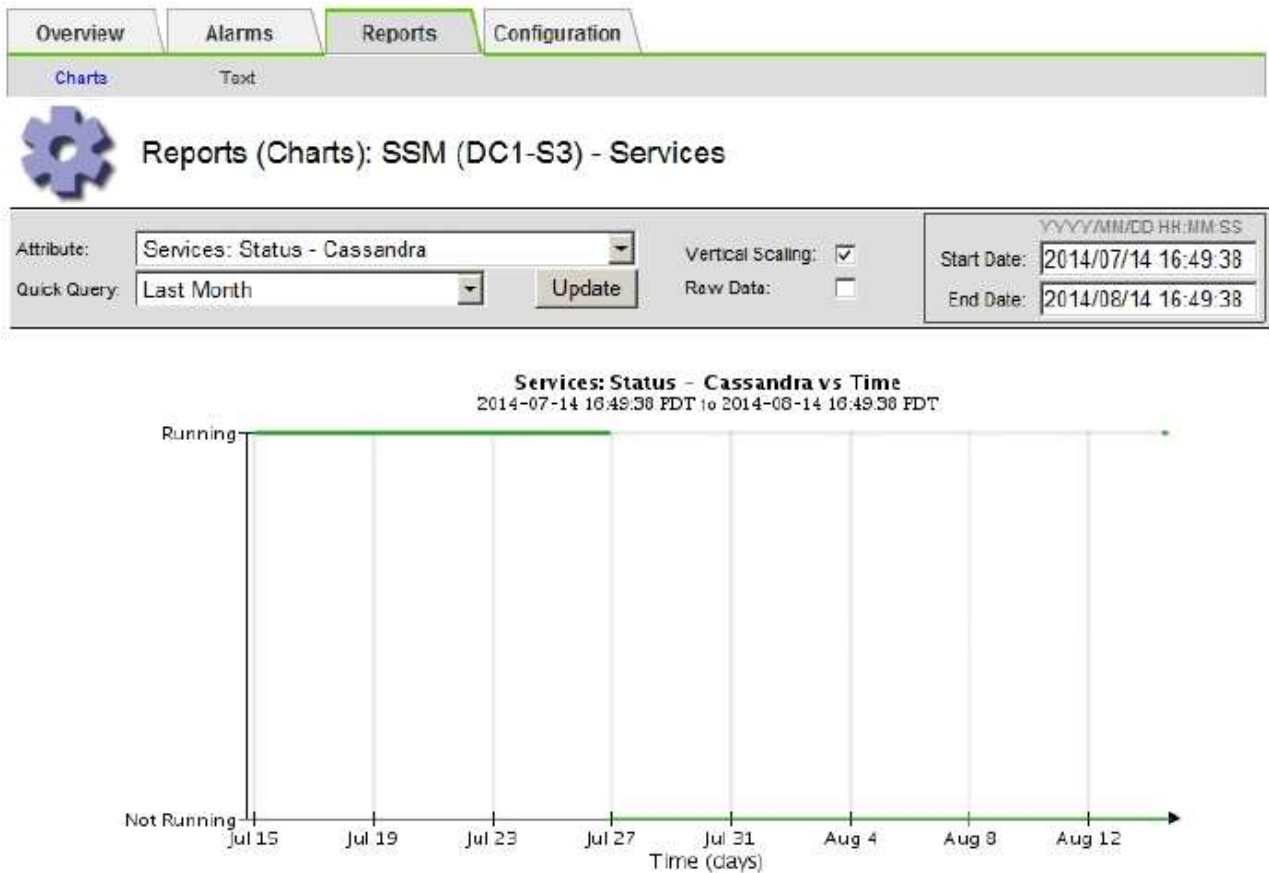 Overview Alarms Reports Configuration
Charts Text
Reports (Charts): SSM (DC1-S3) - Services
YYYY/MM/DD HH:MM:SS
Attribute: Services: Status - Cassandra Vertical Scaling: Start Date: 2014/07/14 16:49:38
Quick Query: Last Month Update Raw Data: End Date: 2014/08/14 16:49:38
Services: Status - Cassandra vs Time
2014-07-14 16:49:38 PDT to 2014-08-14 16:49:38 PDT
Running
Not Running
Jul 15 Jul 19 Jul 23 Jul 27 Jul 31 Aug 4 Aug 8 Aug 12
Time (days)